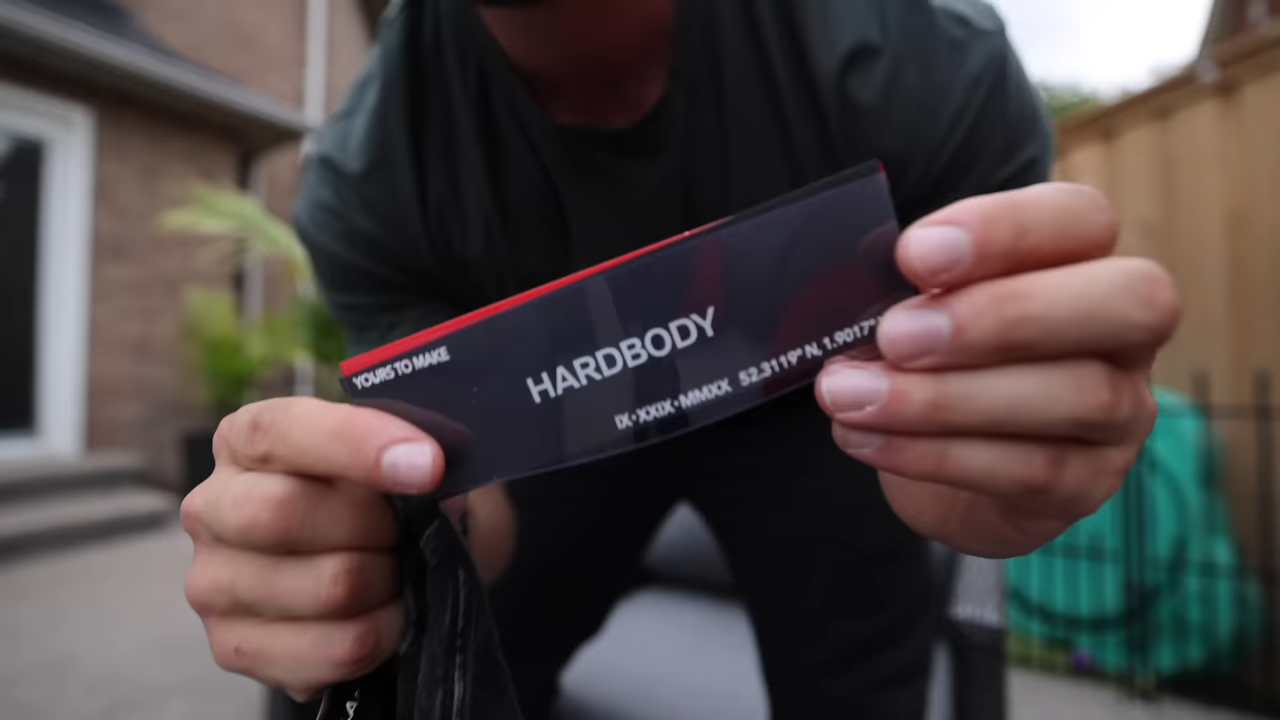 YOURS TO MAKE
HARDBODY
IX•XXIX•MMXX 52.3119° N, 1.9017°